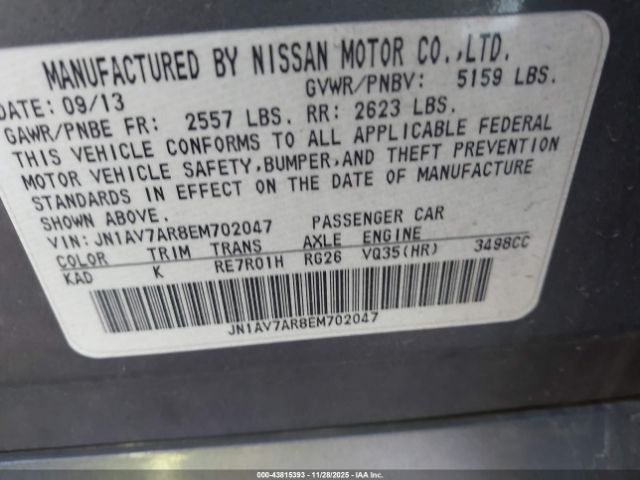 MANUFACTURED BY NISSAN MOTOR CO.,LTD.
DATE: 09/13 GVWR/PNBV: 5159 LBS.
GAWR/PNBE FR: 2557 LBS. RR: 2623 LBS.
THIS VEHICLE CONFORMS TO ALL APPLICABLE FEDERAL
MOTOR VEHICLE SAFETY,BUMPER,AND THEFT PREVENTION
STANDARDS IN EFFECT ON THE DATE OF MANUFACTURE
SHOWN ABOVE.
VIN: JN1AV7AR8EM702047 PASSENGER CAR
COLOR TRIM TRANS AXLE ENGINE
KAD K RE7R01H RG26 VQ35(HR) 3498CC
JN1AV7AR8EM702047
000-43815393 - 11/28/2025 - IAA, Inc.